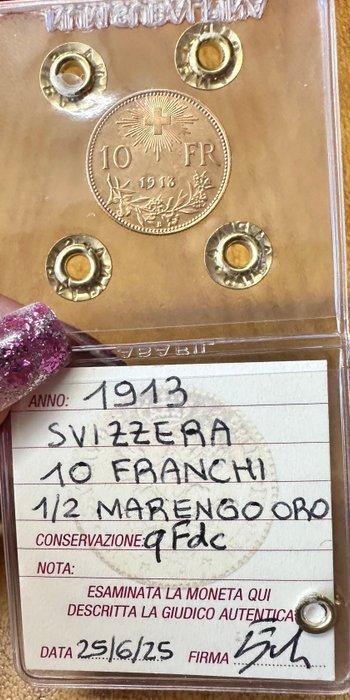 10 FR
1913
B
ANNO: 1913
SVIZZERA
10 FRANCHI
1/2 MARENGO ORO
CONSERVAZIONE: qFdc
NOTA:
ESAMINATA LA MONETA QUI
DESCRITTA LA GIUDICO AUTENTICA
DATA 25/6/25 FIRMA